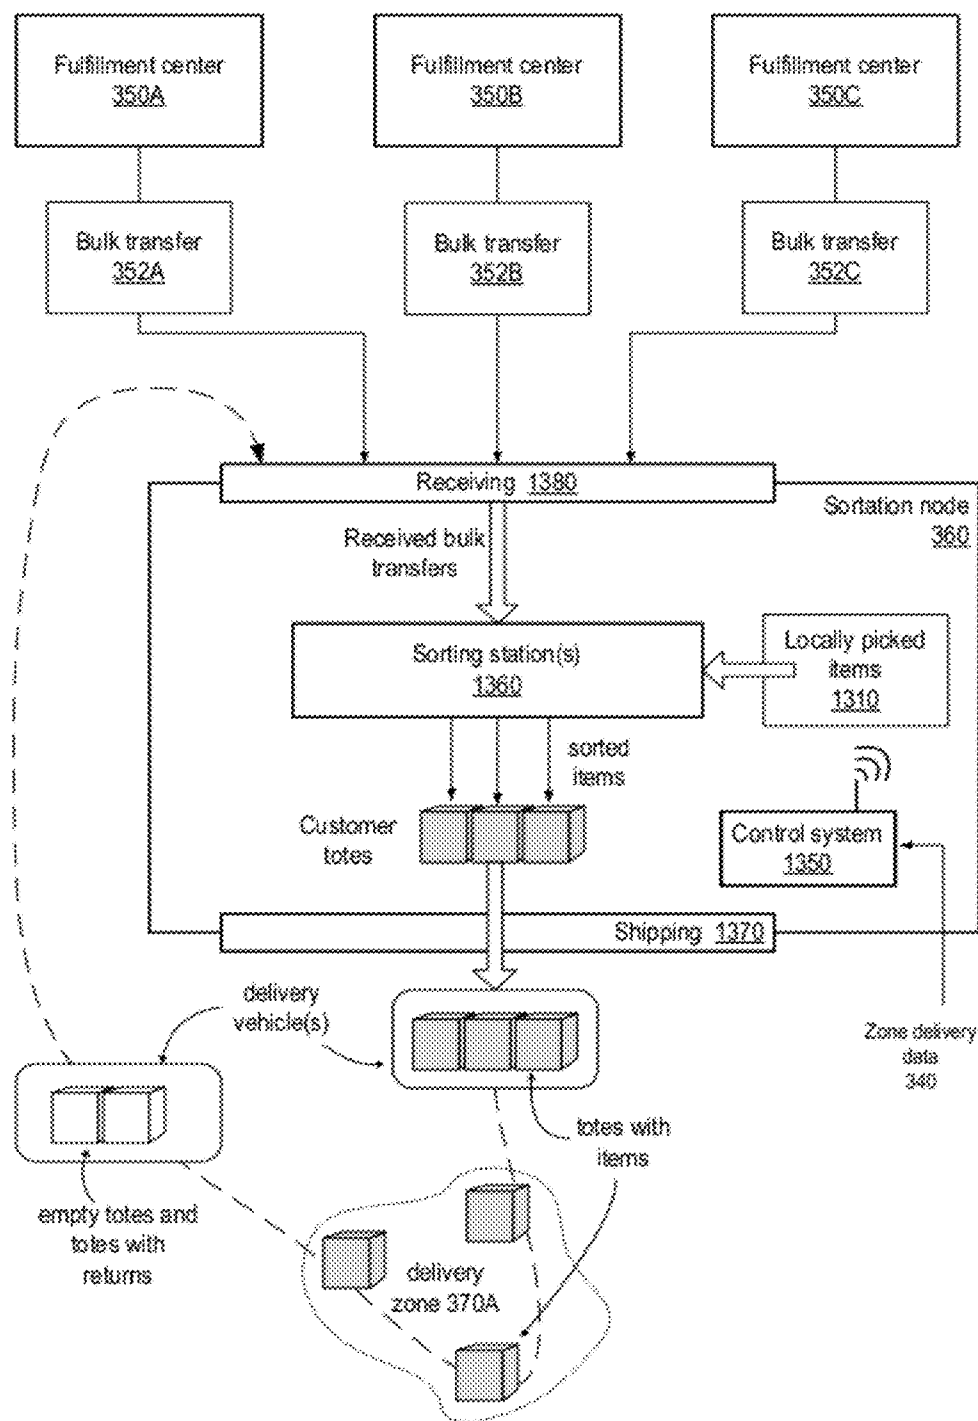 Fulfillment center
350A
Fulfillment center
350B
Fulfillment center
350C
Bulk transfer
352A
Bulk transfer
352B
Bulk transfer
352C
Receiving 1380
Sortation node
360
Received bulk
transfers
Sorting station(s)
1360
Locally picked
items
1310
sorted
items
Customer
totes
Control system
1350
Shipping 1370
delivery
vehicle(s)
Zone delivery
data
340
totes with
items
empty totes and
totes with
returns
delivery
zone 370A